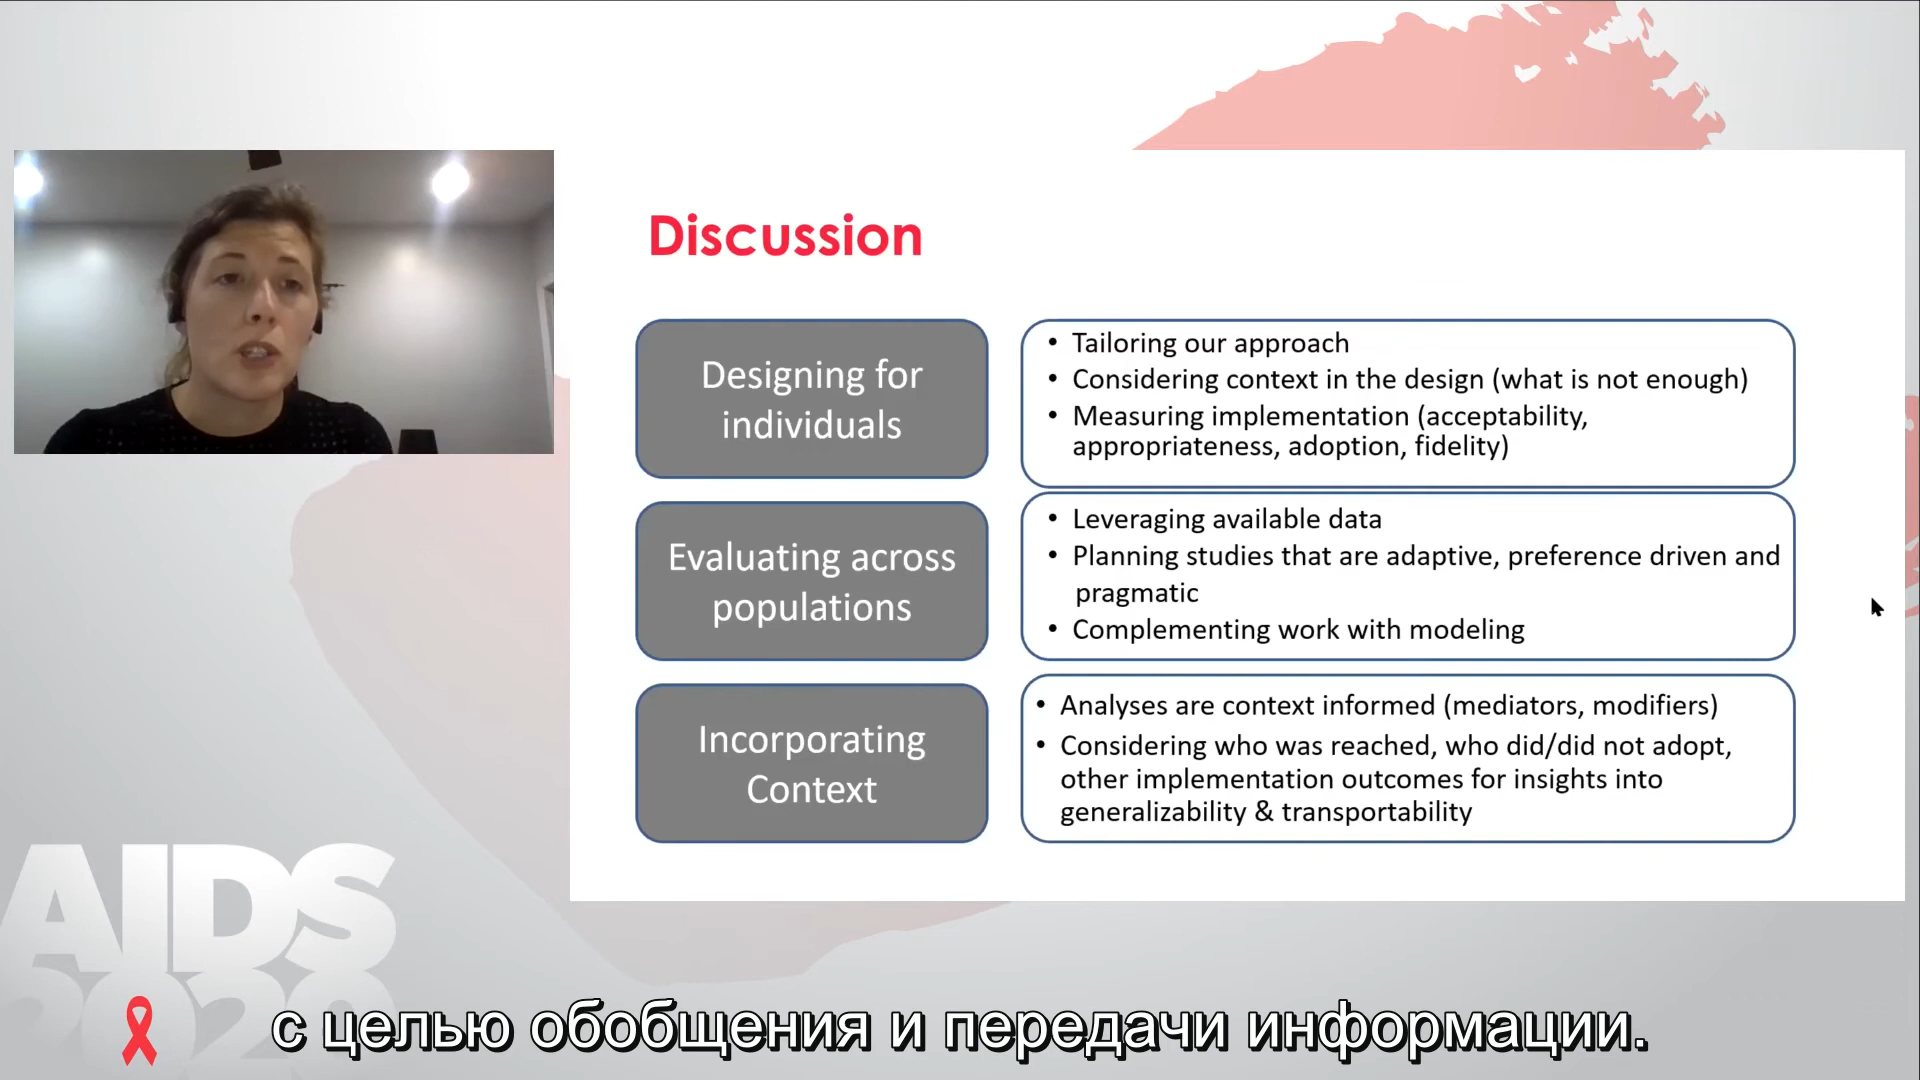 Discussion
Designing for
individuals
• Tailoring our approach
• Considering context in the design (what is not enough)
• Measuring implementation (acceptability,
appropriateness, adoption, fidelity)
Evaluating across
populations
• Leveraging available data
• Planning studies that are adaptive, preference driven and
pragmatic
• Complementing work with modeling
Incorporating
Context
• Analyses are context informed (mediators, modifiers)
• Considering who was reached, who did/did not adopt,
other implementation outcomes for insights into
generalizability & transportability
AIDS
2020
с целью обобщения и передачи информации.